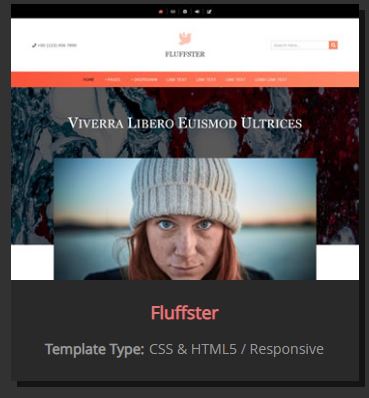 +00 (123) 456 7890
FLUFFSTER
Search Here...
HOME PAGES DROPDOWN LINK TEXT LINK TEXT LINK TEXT LONG LINK TEXT
Viverra Libero Euismod Ultrices
Fluffster
Template Type: CSS & HTML5 / Responsive